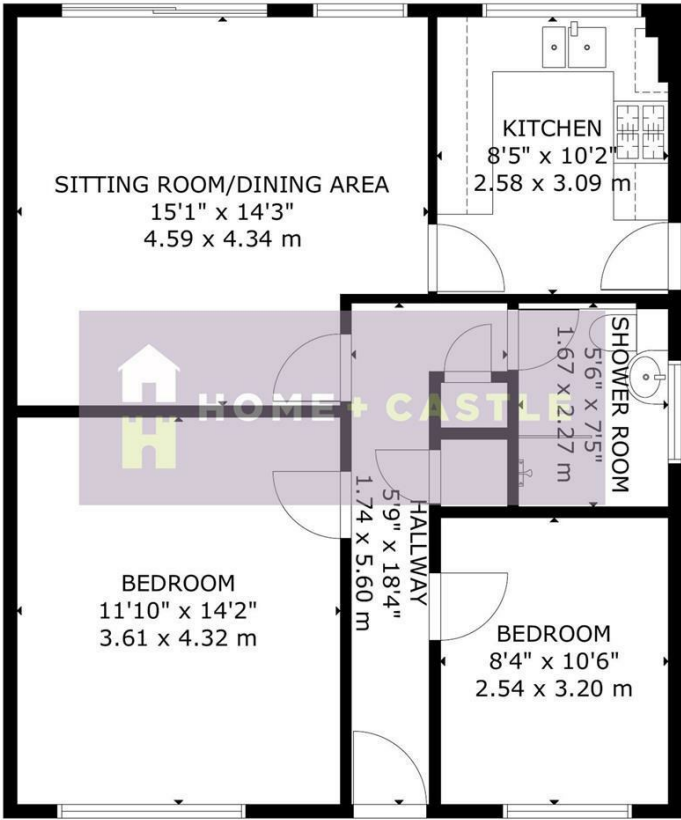 KITCHEN
8'5" x 10'2"
2.58 x 3.09 m
SITTING ROOM/DINING AREA
15'1" x 14'3"
4.59 x 4.34 m
SHOWER ROOM
5'6" x 7'5"
1.67 x 2.27 m
HOME + CASTLE
HALLWAY
5'9" x 18'4"
1.74 x 5.60 m
BEDROOM
11'10" x 14'2"
3.61 x 4.32 m
BEDROOM
8'4" x 10'6"
2.54 x 3.20 m